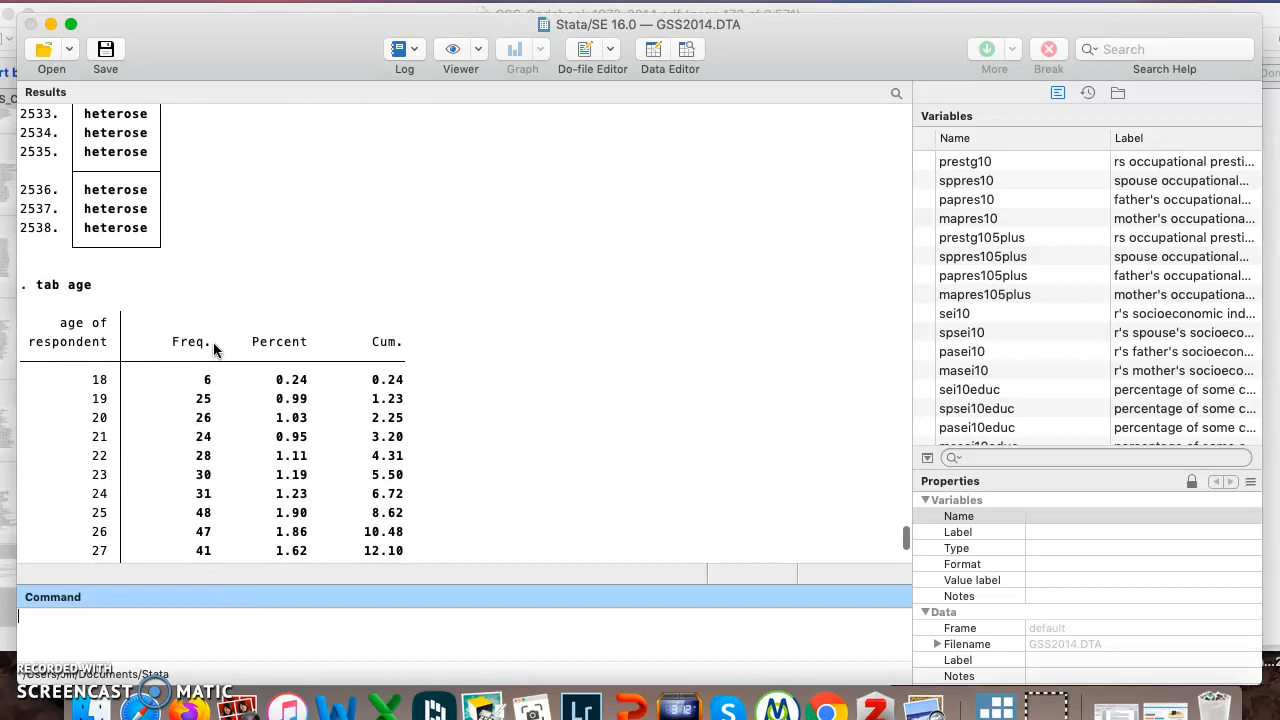 Stata/SE 16.0 — GSS2014.DTA
Open
Save
Log
Viewer
Graph
Do-file Editor
Data Editor
More
Break
Search
Search Help
Results
2533. heterose
2534. heterose
2535. heterose
2536. heterose
2537. heterose
2538. heterose
. tab age
age of
respondent Freq. Percent Cum.
18 6 0.24 0.24
19 25 0.99 1.23
20 26 1.03 2.25
21 24 0.95 3.20
22 28 1.11 4.31
23 30 1.19 5.50
24 31 1.23 6.72
25 48 1.90 8.62
26 47 1.86 10.48
27 41 1.62 12.10
Command
/Users/Jill/Documents/Stata
RECORDED WITH
SCREENCAST MATIC
Variables
Name Label
prestg10 rs occupational presti...
sppres10 spouse occupational...
papres10 father's occupational...
mapres10 mother's occupationa...
prestg105plus rs occupational presti...
sppres105plus spouse occupational...
papres105plus father's occupational...
mapres105plus mother's occupationa...
sei10 r's socioeconomic ind...
spsei10 r's spouse's socioeco...
pasei10 r's father's socioecon...
masei10 r's mother's socioeco...
sei10educ percentage of some c...
spsei10educ percentage of some c...
pasei10educ percentage of some c...
Properties
Variables
Name
Label
Type
Format
Value label
Notes
Data
Frame default
Filename GSS2014.DTA
Label
Notes